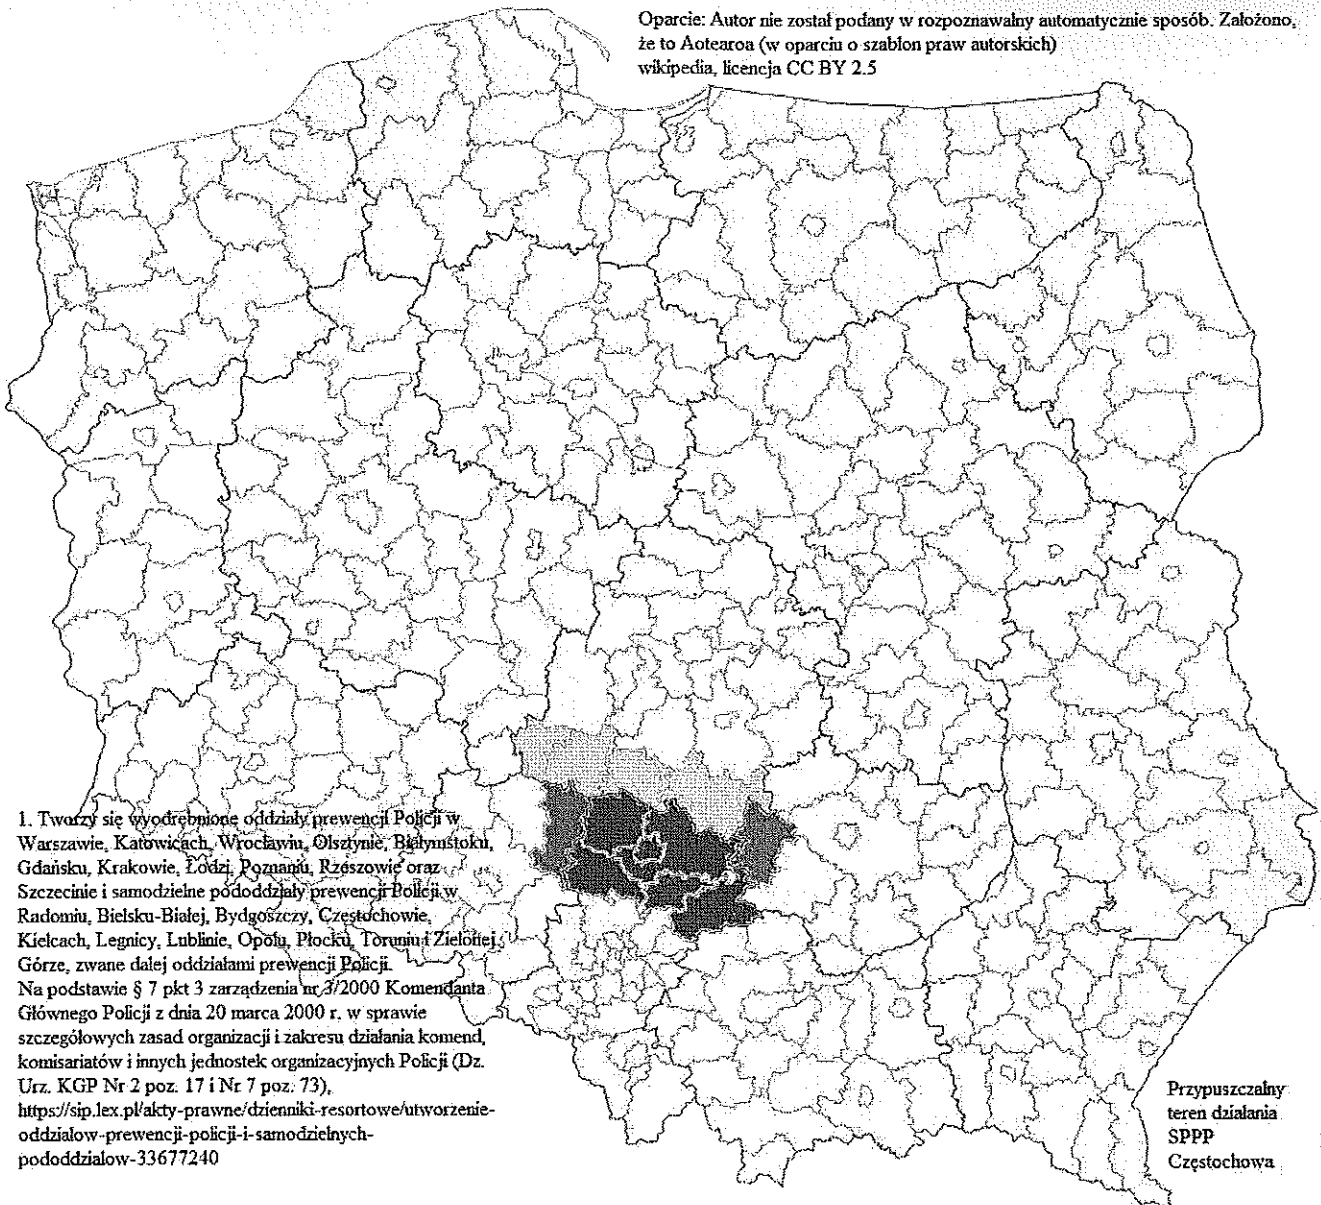 Oparcie: Autor nie został podany w rozpoznawalny automatycznie sposób. Założono,
że to Aotearoa (w oparciu o szablon praw autorskich)
wikipedia, licencja CC BY 2.5
1. Tworzy się wyodrębnione oddziały prewencji Policji w
Warszawie, Katowicach, Wrocławiu, Olsztynie, Białymstoku,
Gdańsku, Krakowie, Łodzi, Poznaniu, Rzeszowie oraz
Szczecinie i samodzielne pododdziały prewencji Policji w
Radomiu, Bielsku-Białej, Bydgoszczy, Częstochowie,
Kielcach, Legnicy, Lublinie, Opolu, Płocku, Toruniu i Zielonej
Górze, zwane dalej oddziałami prewencji Policji.
Na podstawie § 7 pkt 3 zarządzenia nr 3/2000 Komendanta
Głównego Policji z dnia 20 marca 2000 r. w sprawie
szczegółowych zasad organizacji i zakresu działania komend,
komisariatów i innych jednostek organizacyjnych Policji (Dz.
Urz. KGP Nr 2 poz. 17 i Nr 7 poz. 73),
https://sip.lex.pl/akty-prawne/dzienniki-resortowe/utworzenie-
oddzialow-prewencji-policji-i-samodzielnych-
pododdzialow-33677240
Przypuszczalny
teren działania
SPPP
Częstochowa